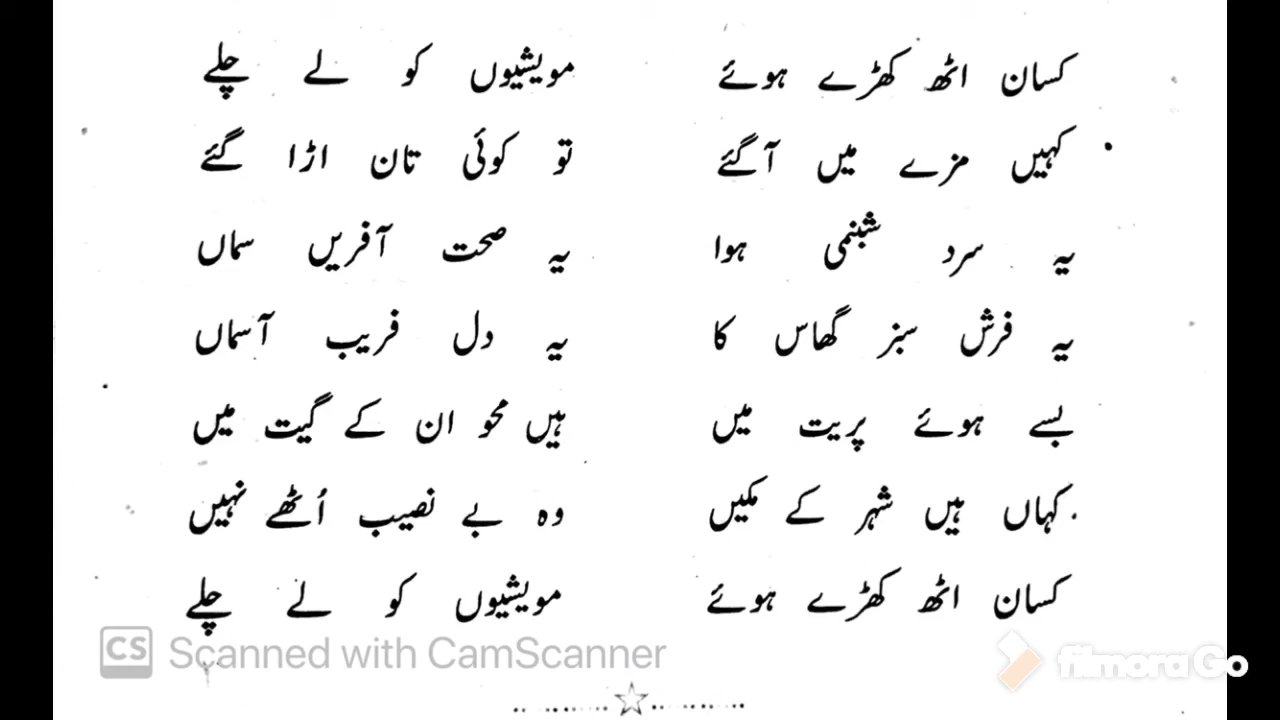 کسان اٹھ کھڑے ہوئے مویشیوں کو لے چلے
کہیں مزے میں آگئے تو کوئی تان اڑا گئے
یہ سرد شبنمی ہوا یہ صحت آفریں سماں
یہ فرش سبز گھاس کا یہ دل فریب آسماں
بسے ہوئے پریت میں ہیں محو ان کے گیت میں
کہاں ہیں شہر کے مکیں وہ بے نصیب اُٹھے نہیں
کسان اٹھ کھڑے ہوئے مویشیوں کو لے چلے
CS Scanned with CamScanner
filmoraGo